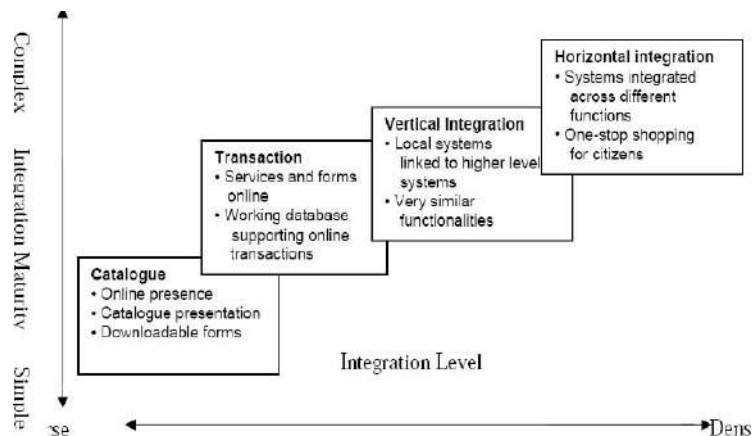 Complex
Integration Maturity
Simple
Horizontal integration
• Systems integrated
across different
functions
• One-stop shopping
for citizens
Vertical Integration
• Local systems
linked to higher level
systems
• Very similar
functionalities
Transaction
• Services and forms
online
• Working database
supporting online
transactions
Catalogue
• Online presence
• Catalogue presentation
• Downloadable forms
Integration Level
rse
Dens